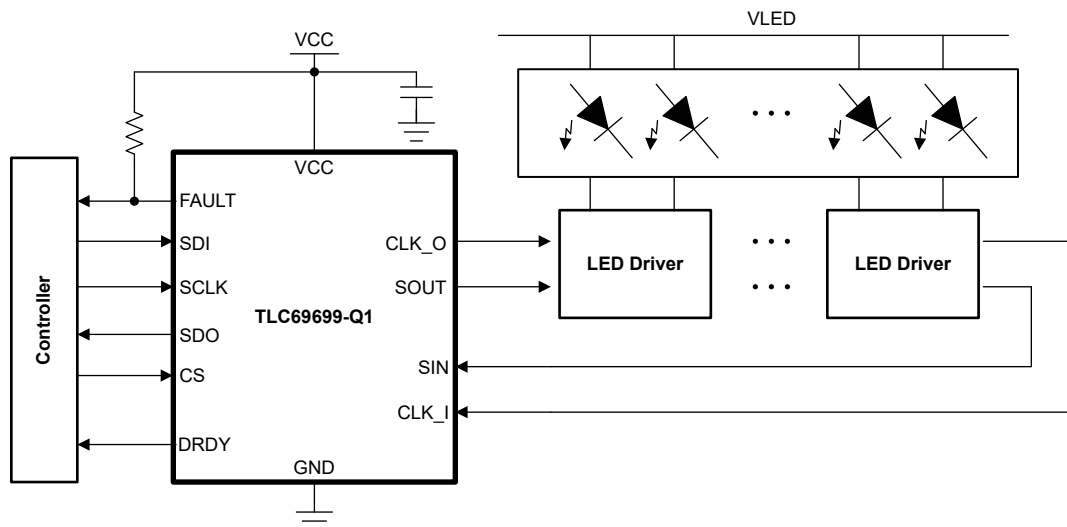 VLED
VCC
VCC
Controller
FAULT
SDI
SCLK
SDO
CS
DRDY
TLC69699-Q1
CLK_O
SOUT
SIN
CLK_I
GND
LED Driver
LED Driver